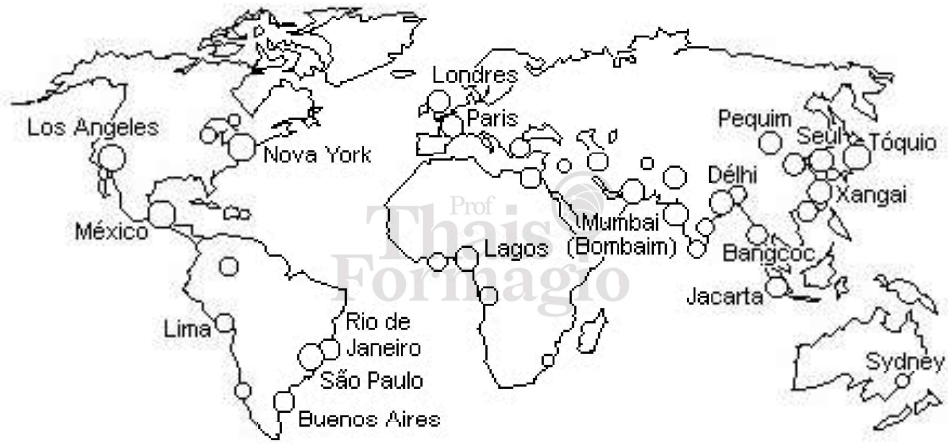 Londres
Paris
Los Angeles
Nova York
Pequim
Seul
Tóquio
Délhi
Xangai
México
Prof
Thais
Formagio
Lagos
Mumbai
(Bombaim)
Bangcoc
Jacarta
Lima
Rio de
Janeiro
São Paulo
Buenos Aires
Sydney